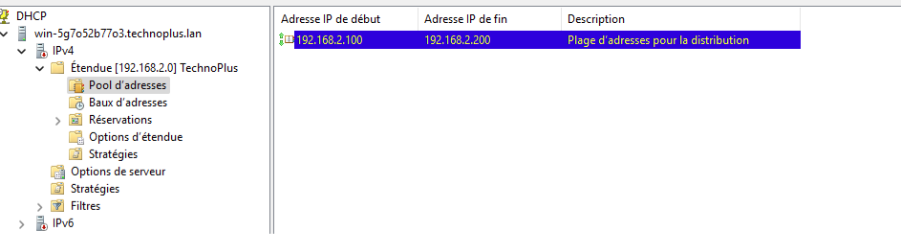 DHCP
win-5g7o52b77o3.technoplus.lan
IPv4
Étendue [192.168.2.0] TechnoPlus
Pool d'adresses
Baux d'adresses
Réservations
Options d'étendue
Stratégies
Options de serveur
Stratégies
Filtres
IPv6
Adresse IP de début Adresse IP de fin Description
192.168.2.100 192.168.2.200 Plage d'adresses pour la distribution